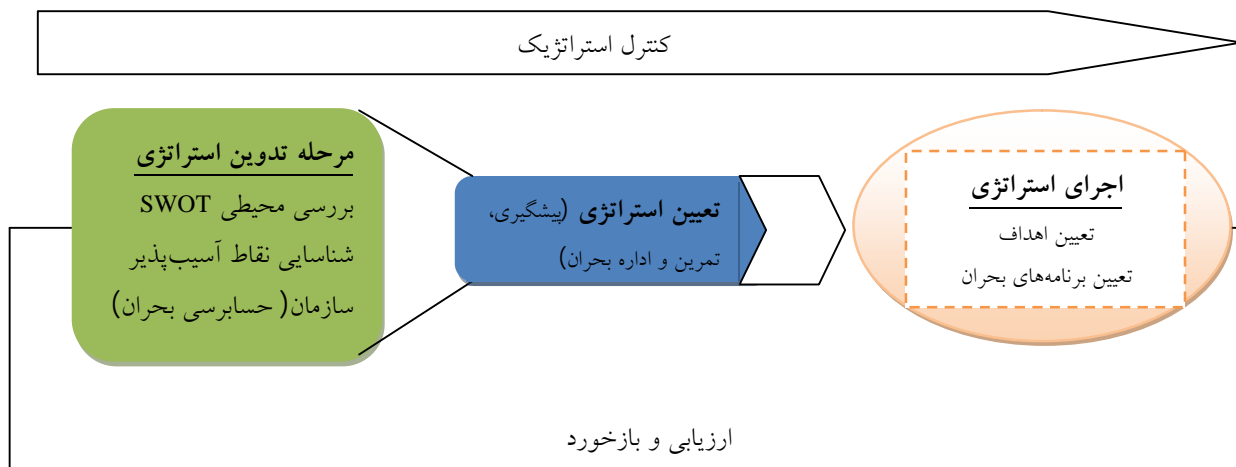 کنترل استراتژیک
مرحله تدوین استراتژی
بررسی محیطی SWOT
شناسایی نقاط آسیب‌پذیر
سازمان( حسابرسی بحران)
تعیین استراتژی (پیشگیری،
تمرین و اداره بحران)
اجرای استراتژی
تعیین اهداف
تعیین برنامه‌های بحران
ارزیابی و بازخورد